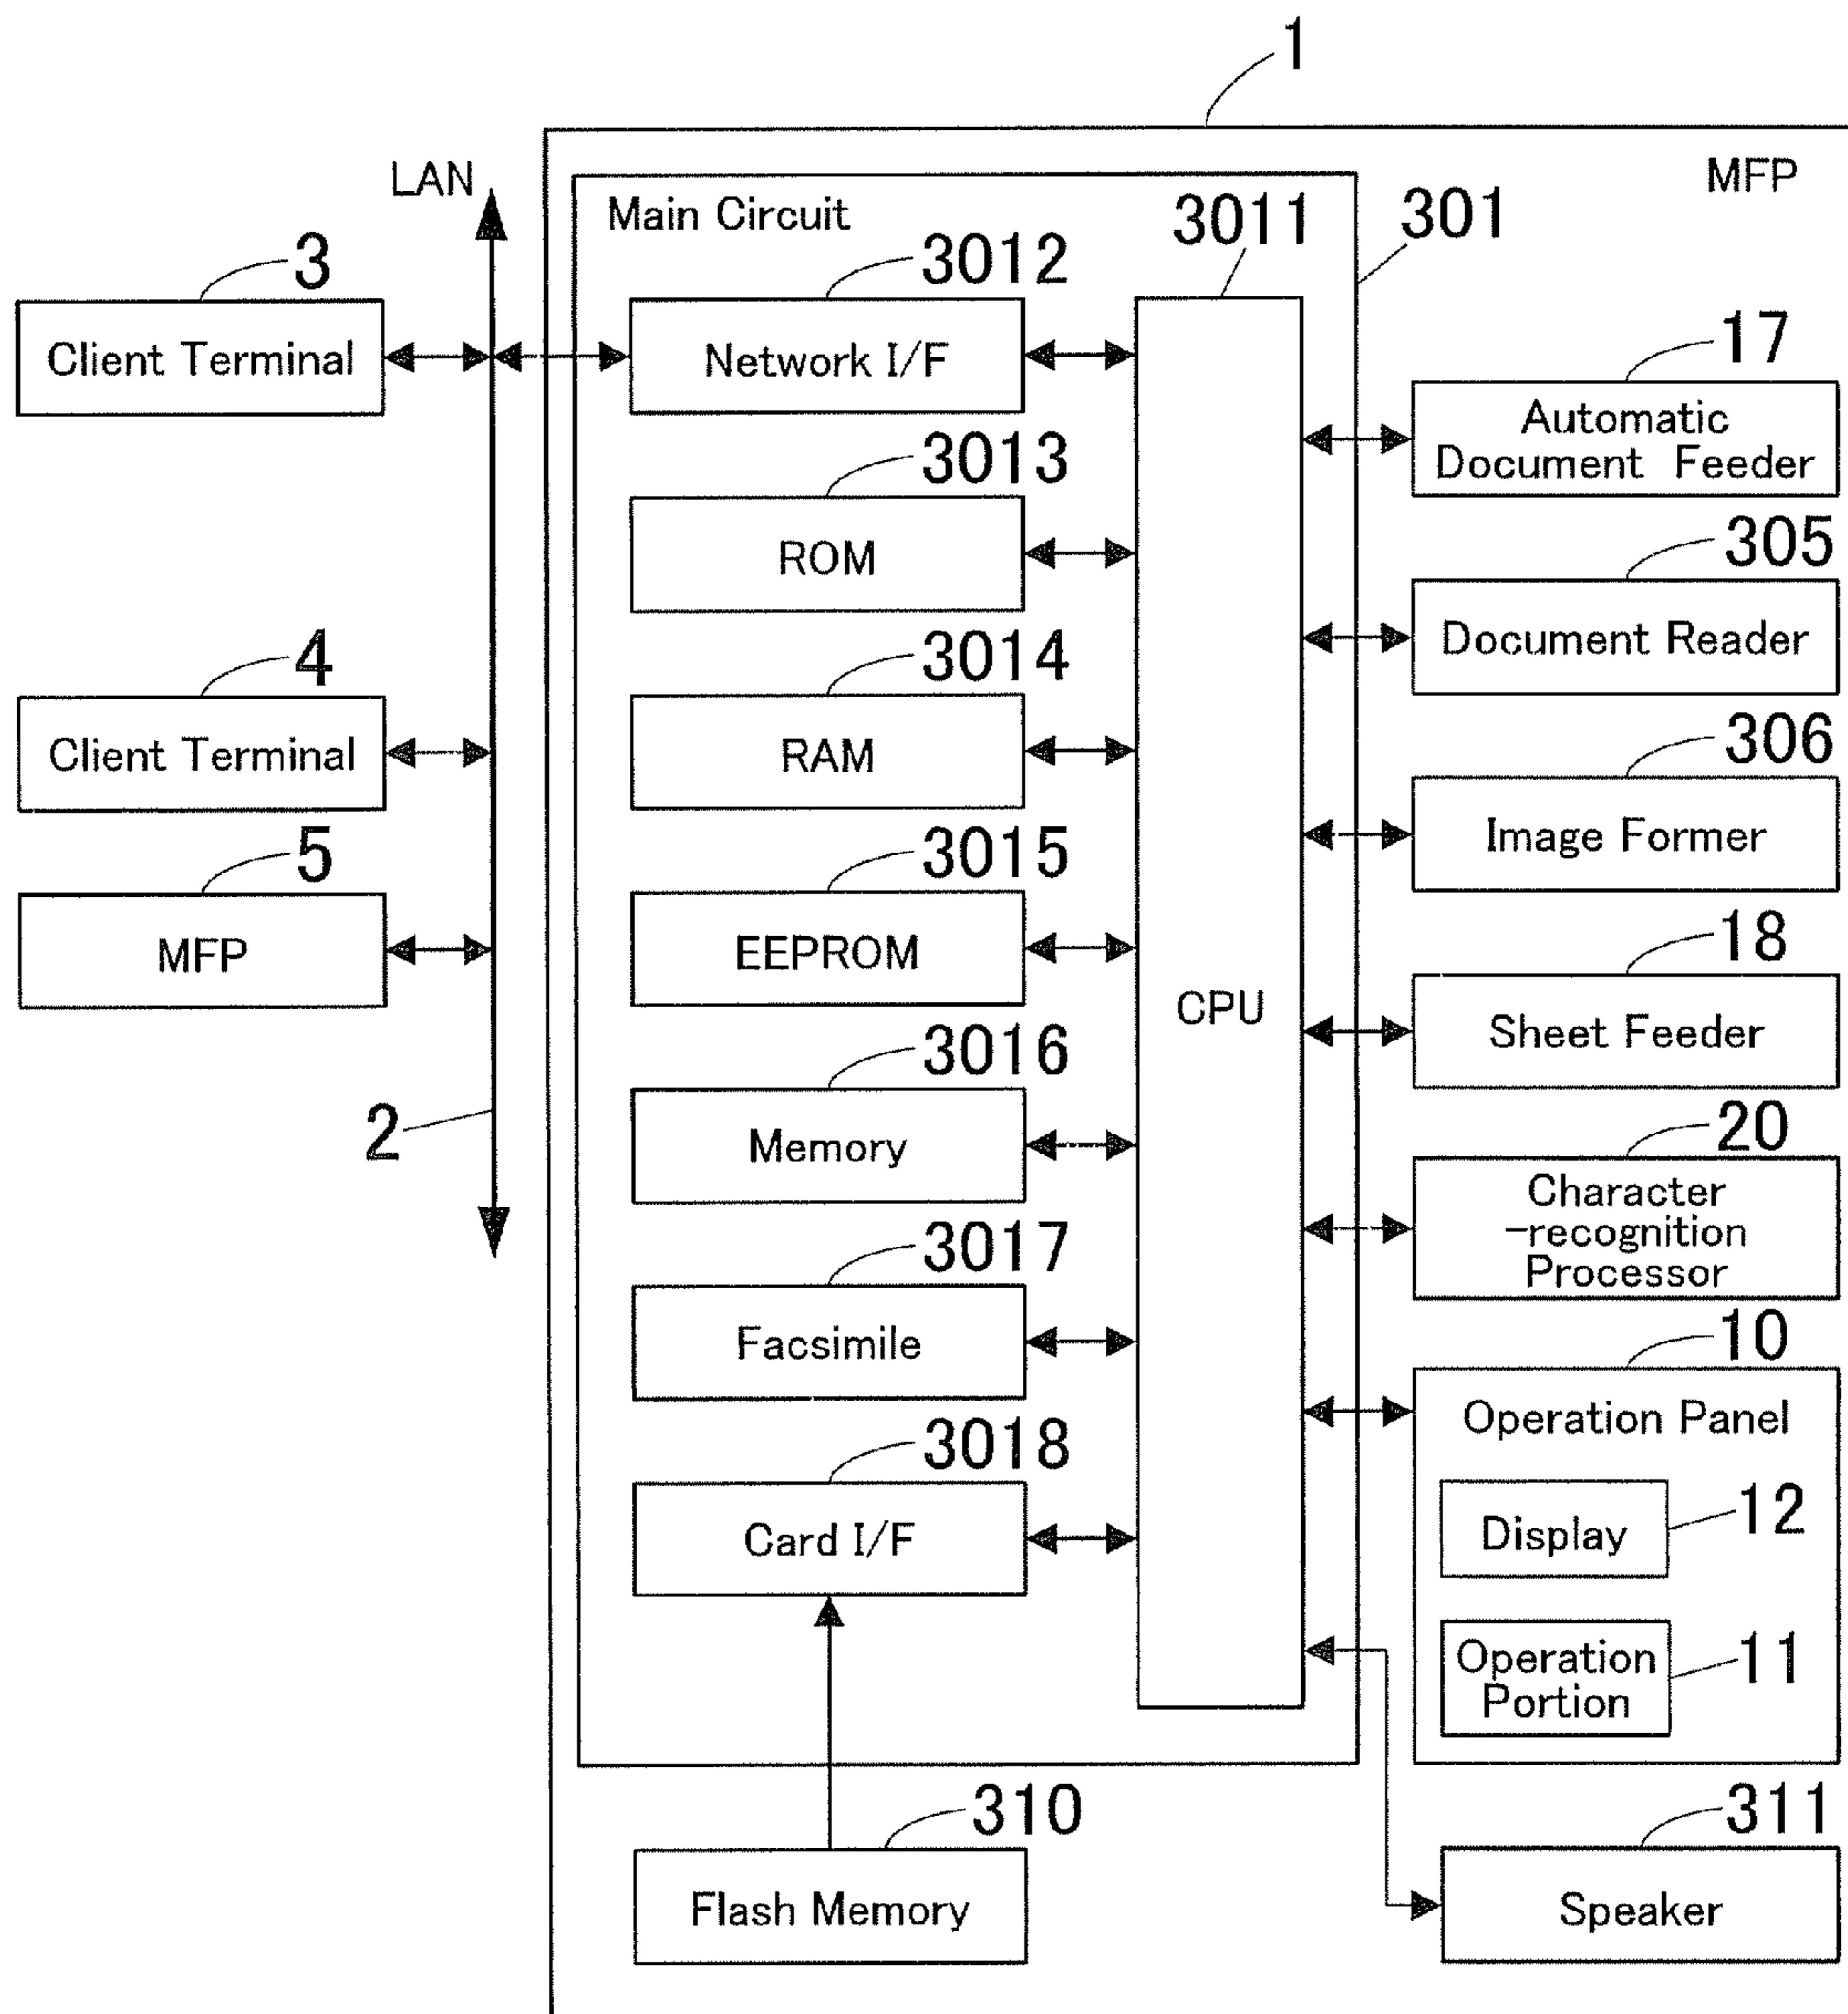 1
LAN
MFP
Main Circuit
3011
301
3
3012
Client Terminal
Network I/F
17
Automatic
Document Feeder
3013
ROM
305
Document Reader
4
3014
Client Terminal
RAM
306
Image Former
5
3015
MFP
EEPROM
CPU
18
Sheet Feeder
3016
2
Memory
20
Character
-recognition
Processor
3017
Facsimile
10
Operation Panel
3018
Card I/F
Display
12
Operation
Portion
11
310
Flash Memory
311
Speaker